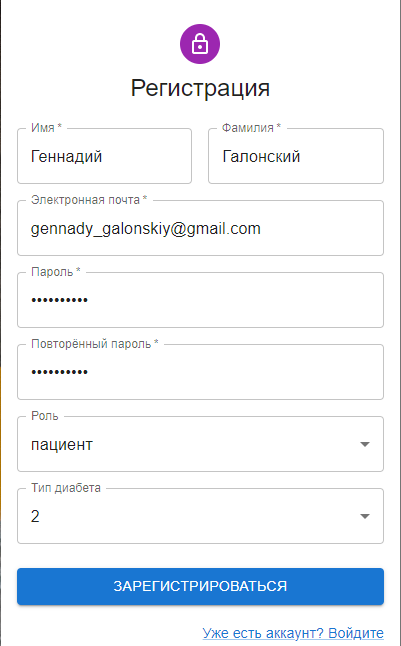 Регистрация
Имя *
Фамилия *
Геннадий
Галонский
Электронная почта *
gennady_galonskiy@gmail.com
Пароль *
••••••••••
Повторённый пароль *
••••••••••
Роль
пациент
Тип диабета
2
ЗАРЕГИСТРИРОВАТЬСЯ
Уже есть аккаунт? Войдите